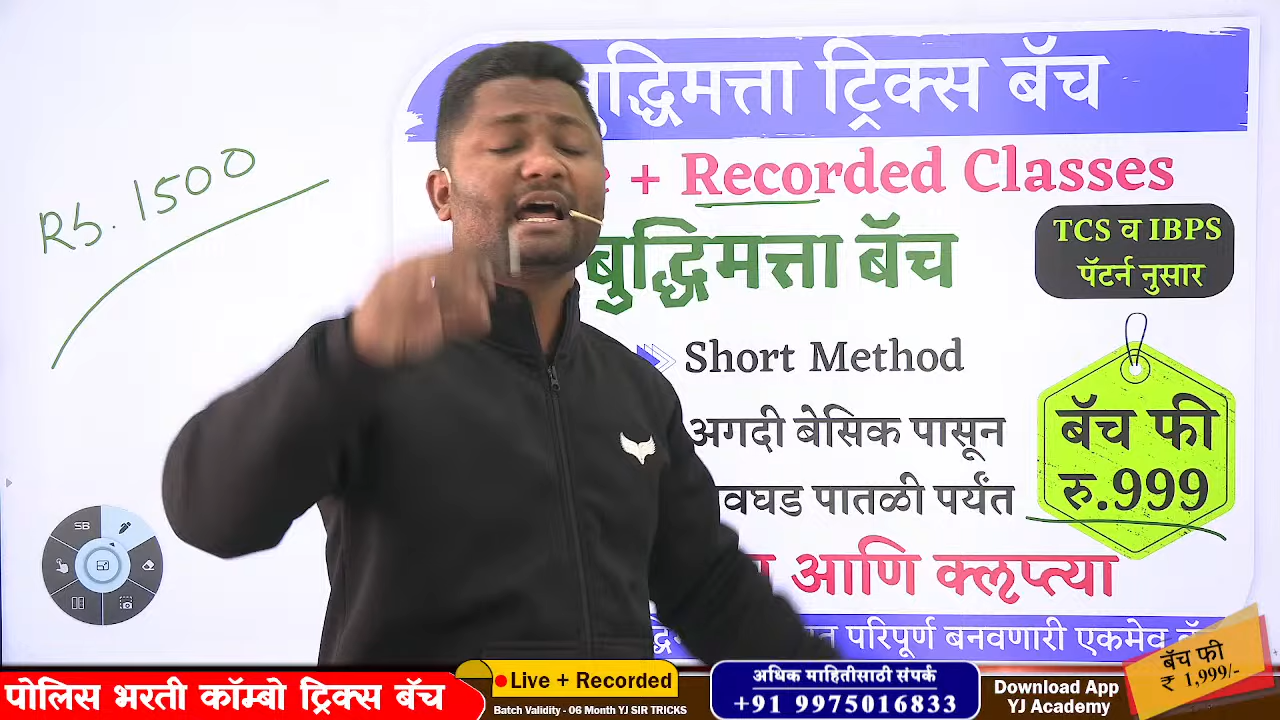 Rs. 1500
बुद्धिमत्ता ट्रिक्स बॅच
+ Recorded Classes
बुद्धिमत्ता बॅच
TCS व IBPS
पॅटर्न नुसार
Short Method
अगदी बेसिक पासून
पातळी पर्यंत
बॅच फी
रु.999
आणि क्लृप्त्या
परिपूर्ण बनवणारी एकमेव
SB
पोलिस भरती कॉम्बो ट्रिक्स बॅच
Live + Recorded
Batch Validity - 06 Month YJ SIR TRICKS
अधिक माहितीसाठी संपर्क
+91 9975016833
Download App
YJ Academy
बॅच फी
₹ 1,999/-